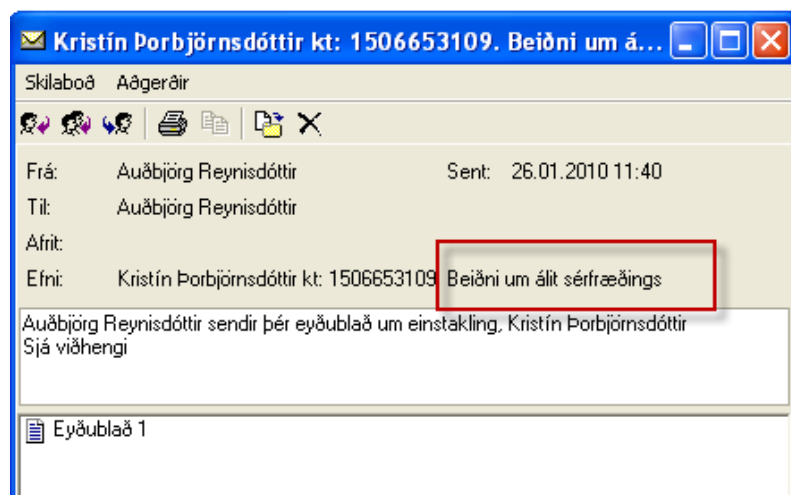 Kristín Þorbjörnsdóttir kt: 1506653109. Beiðni um á...
Skilaboð Aðgerðir
Frá: Auðbjörg Reynisdóttir Sent: 26.01.2010 11:40
Til: Auðbjörg Reynisdóttir
Afrit:
Efni: Kristín Þorbjörnsdóttir kt: 1506653109 Beiðni um álit sérfræðings
Auðbjörg Reynisdóttir sendir þér eyðublað um einstakling, Kristín Þorbjörnsdóttir
Sjá viðhengi
Eyðublað 1